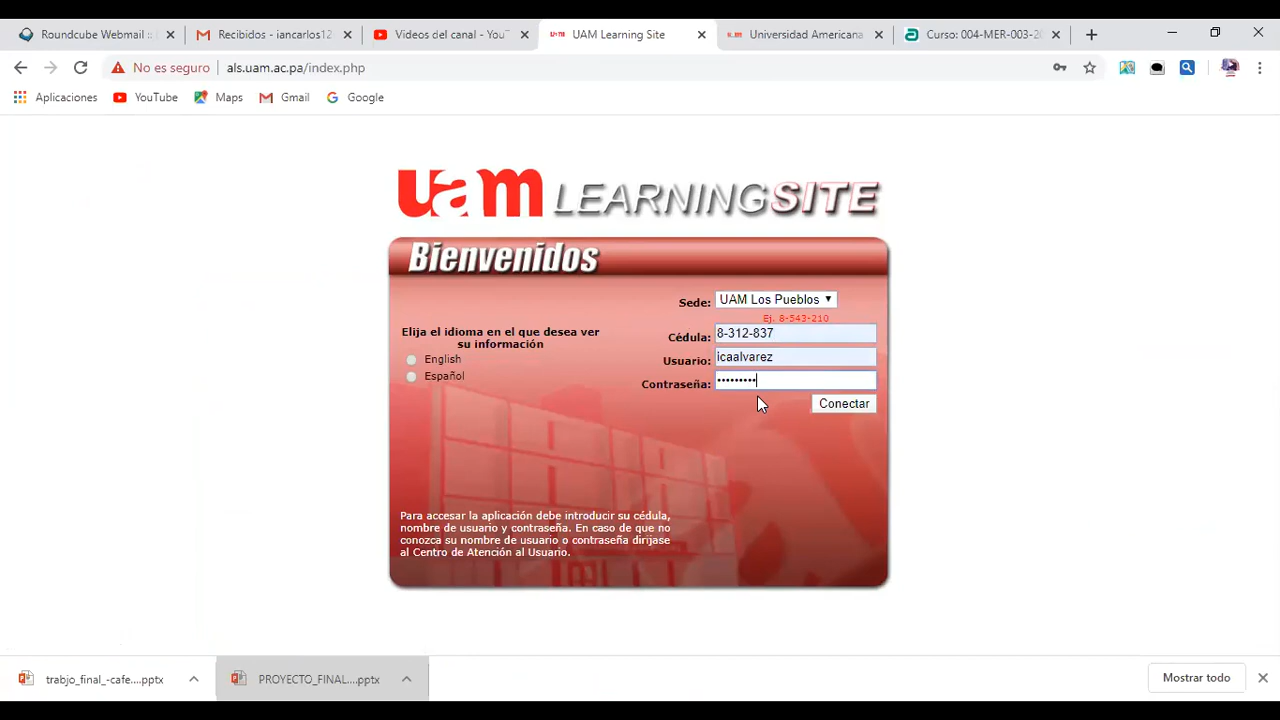 Roundcube Webmail ::
Recibidos - iancarlos12
Videos del canal - YouT
UAM Learning Site
Universidad Americana
Curso: 004-MER-003-2
No es seguro
als.uam.ac.pa/index.php
Aplicaciones
YouTube
Maps
Gmail
Google
uam LEARNINGSITE
Bienvenidos
Sede:
UAM Los Pueblos
Ej. 8-543-210
Elija el idioma en el que desea ver
su información
English
Español
Cédula:
8-312-837
Usuario:
icaalvarez
Contraseña:
•••••••••
Conectar
Para accesar la aplicación debe introducir su cédula,
nombre de usuario y contraseña. En caso de que no
conozca su nombre de usuario o contraseña dirijase
al Centro de Atención al Usuario.
trabjo_final_-cafe....pptx
PROYECTO_FINAL....pptx
Mostrar todo